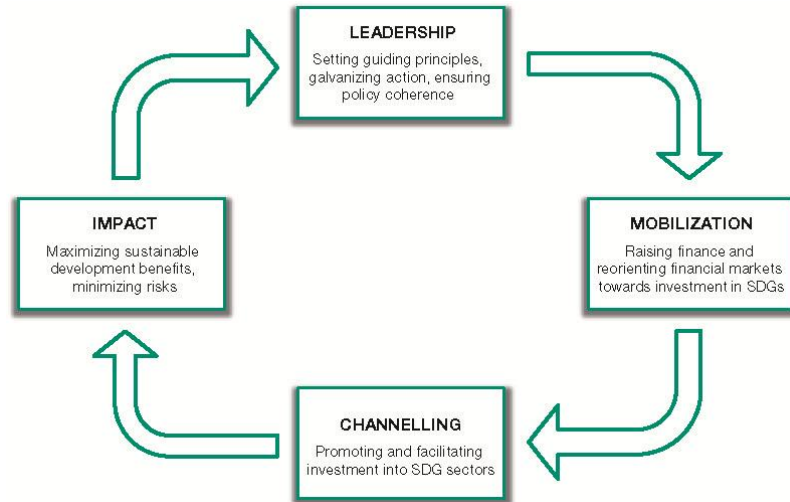 LEADERSHIP
Setting guiding principles,
galvanizing action, ensuring
policy coherence
IMPACT
Maximizing sustainable
development benefits,
minimizing risks
MOBILIZATION
Raising finance and
reorienting financial markets
towards investment in SDGs
CHANNELLING
Promoting and facilitating
investment into SDG sectors